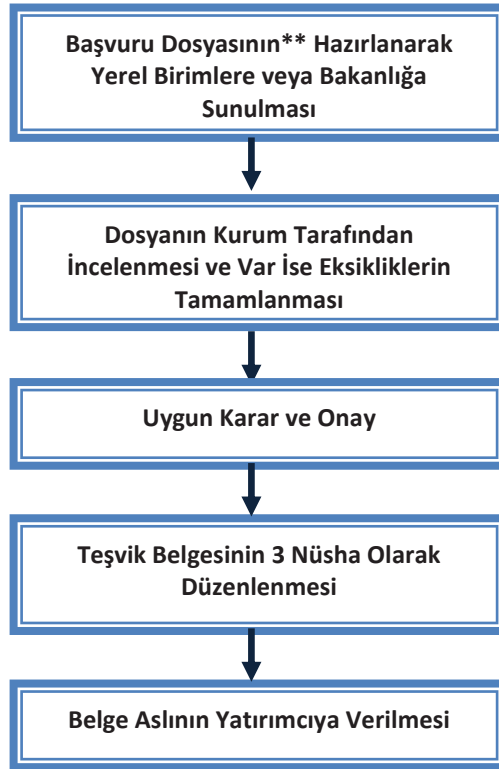 Başvuru Dosyasının** Hazırlanarak
Yerel Birimlere veya Bakanlığa
Sunulması
Dosyanın Kurum Tarafından
İncelenmesi ve Var İse Eksikliklerin
Tamamlanması
Uygun Karar ve Onay
Teşvik Belgesinin 3 Nüsha Olarak
Düzenlenmesi
Belge Aslının Yatırımcıya Verilmesi